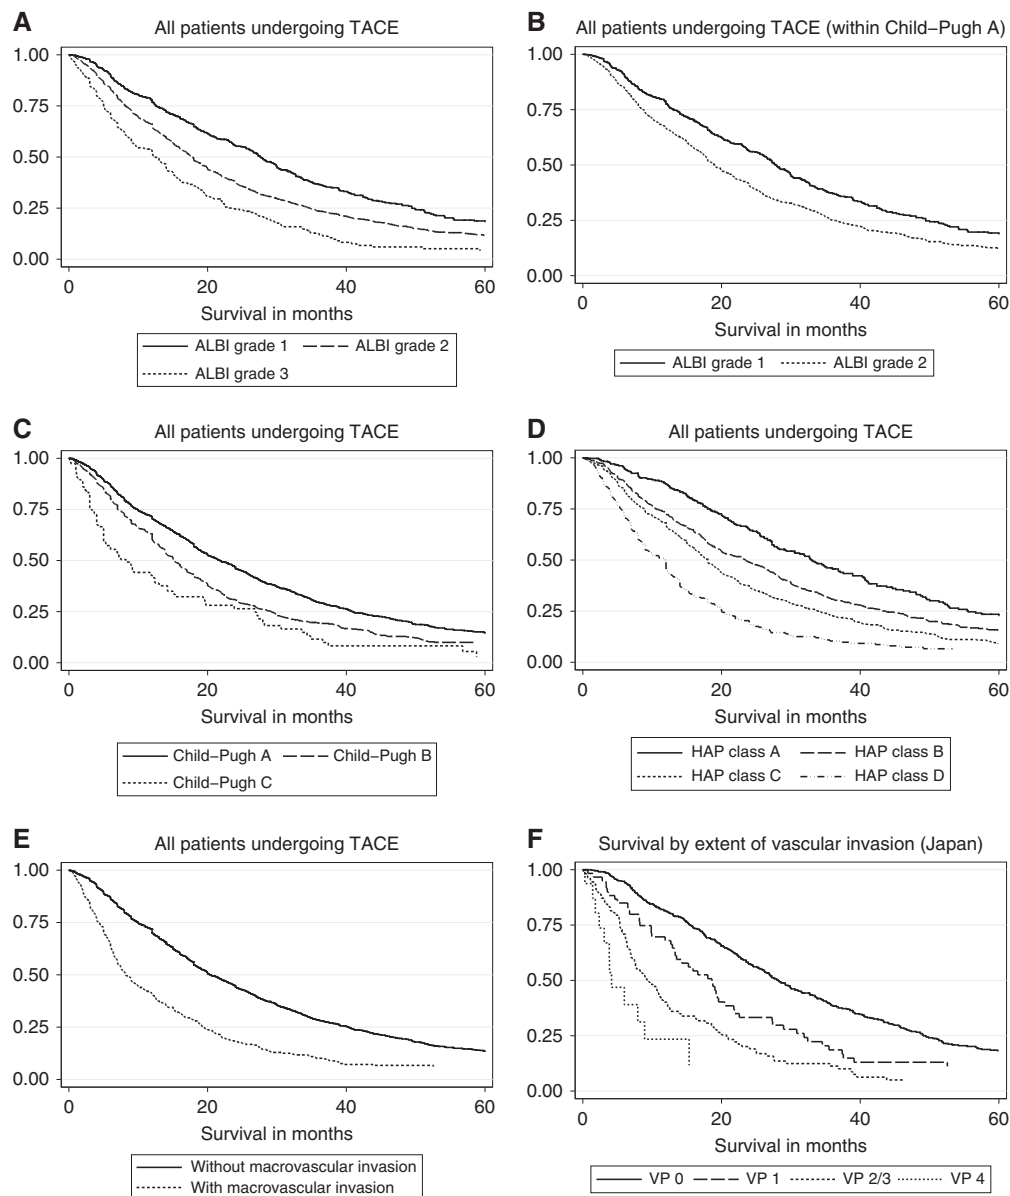 A
All patients undergoing TACE
1.00
0.75
0.50
0.25
0.00
0 20 40 60
Survival in months
ALBI grade 1 ALBI grade 2
ALBI grade 3
B
All patients undergoing TACE (within Child–Pugh A)
1.00
0.75
0.50
0.25
0.00
0 20 40 60
Survival in months
ALBI grade 1 ALBI grade 2
C
All patients undergoing TACE
1.00
0.75
0.50
0.25
0.00
0 20 40 60
Survival in months
Child–Pugh A Child–Pugh B
Child–Pugh C
D
All patients undergoing TACE
1.00
0.75
0.50
0.25
0.00
0 20 40 60
Survival in months
HAP class A HAP class B
HAP class C HAP class D
E
All patients undergoing TACE
1.00
0.75
0.50
0.25
0.00
0 20 40 60
Survival in months
Without macrovascular invasion
With macrovascular invasion
F
Survival by extent of vascular invasion (Japan)
1.00
0.75
0.50
0.25
0.00
0 20 40 60
Survival in months
VP 0 VP 1 VP 2/3 VP 4